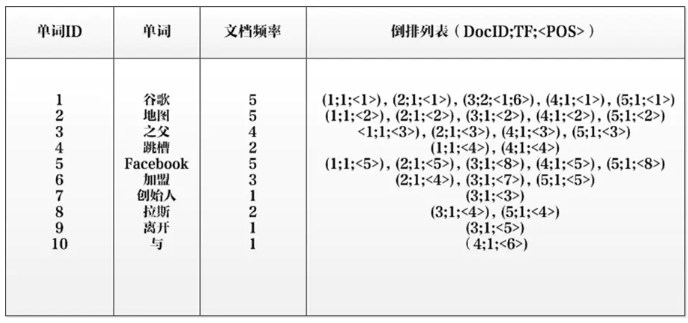 单词ID 单词 文档频率 倒排列表（DocID;TF;<POS>）
1 谷歌 5 (1;1;<1>), (2;1;<1>), (3;2;<1;6>), (4;1;<1>), (5;1;<1>)
2 地图 5 (1;1;<2>), (2;1;<2>), (3;1;<2>), (4;1;<2>), (5;1;<2>)
3 之父 4 <1;1;<3>), (2;1;<3>), (4;1;<3>), (5;1;<3>)
4 跳槽 2 (1;1;<4>), (4;1;<4>)
5 Facebook 5 (1;1;<5>), (2;1;<5>), (3;1;<8>), (4;1;<5>), (5;1;<8>)
6 加盟 3 (2;1;<4>), (3;1;<7>), (5;1;<5>)
7 创始人 1 (3;1;<3>)
8 拉斯 2 (3;1;<4>), (5;1;<4>)
9 离开 1 (3;1;<5>)
10 与 1 (4;1;<6>)